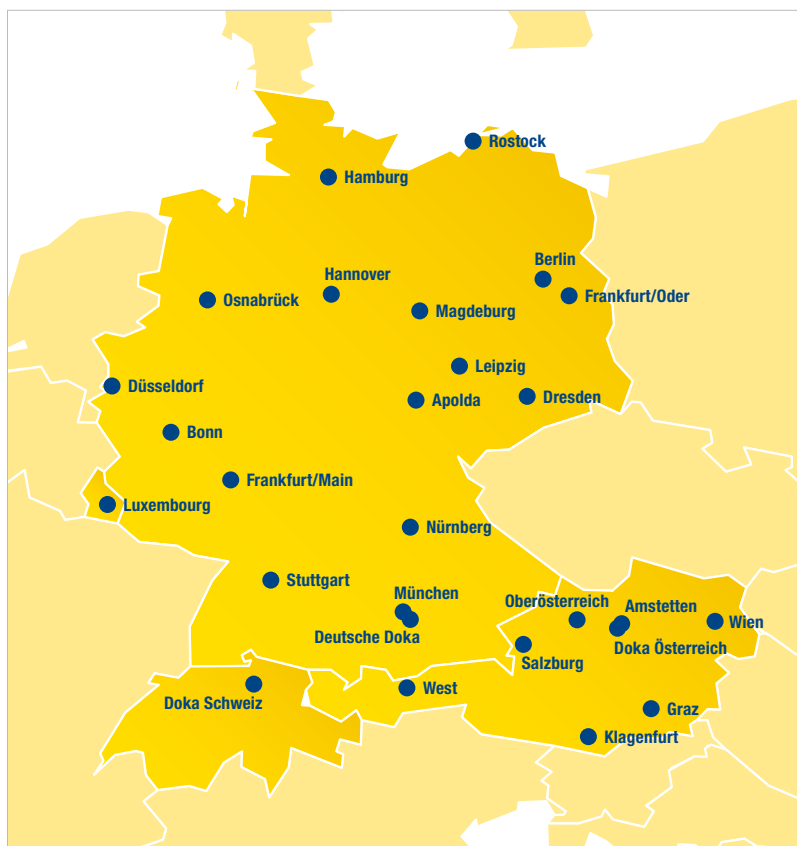 Rostock
Hamburg
Berlin
Hannover
Frankfurt/Oder
Osnabrück
Magdeburg
Leipzig
Düsseldorf
Apolda
Dresden
Bonn
Frankfurt/Main
Luxembourg
Nürnberg
Stuttgart
München
Oberösterreich
Amstetten
Wien
Deutsche Doka
Doka Österreich
Salzburg
West
Doka Schweiz
Graz
Klagenfurt